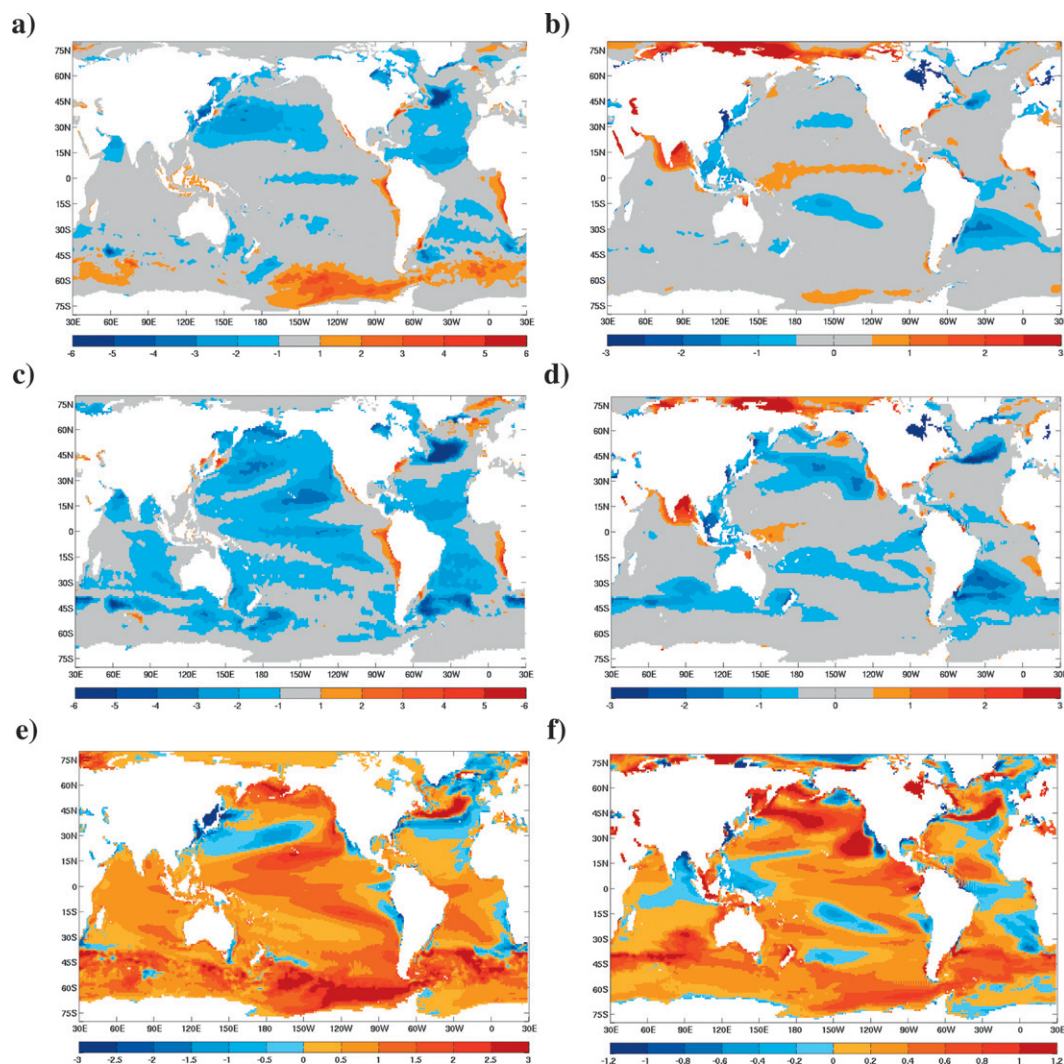 a)
75N
60N
45N
30N
15N
0
15S
30S
45S
60S
75S
30E 60E 90E 120E 150E 180 150W 120W 90W 60W 30W 0 30E
-6 -5 -4 -3 -2 -1 1 2 3 4 5 6
b)
75N
60N
45N
30N
15N
0
15S
30S
45S
60S
75S
30E 60E 90E 120E 150E 180 150W 120W 90W 60W 30W 0 30E
-3 -2 -1 0 1 2 3
c)
75N
60N
45N
30N
15N
0
15S
30S
45S
60S
75S
30E 60E 90E 120E 150E 180 150W 120W 90W 60W 30W 0 30E
-6 -5 -4 -3 -2 -1 1 2 3 4 5 6
d)
75N
60N
45N
30N
15N
0
15S
30S
45S
60S
75S
30E 60E 90E 120E 150E 180 150W 120W 90W 60W 30W 0 30E
-3 -2 -1 0 1 2 3
e)
75N
60N
45N
30N
15N
0
15S
30S
45S
60S
75S
30E 60E 90E 120E 150E 180 150W 120W 90W 60W 30W 0 30E
-3 -2.5 -2 -1.5 -1 -0.5 0 0.5 1 1.5 2 2.5 3
f)
75N
60N
45N
30N
15N
0
15S
30S
45S
60S
75S
30E 60E 90E 120E 150E 180 150W 120W 90W 60W 30W 0 30E
-1.2 -1 -0.8 -0.6 -0.4 -0.2 0 0.2 0.4 0.6 0.8 1 1.2